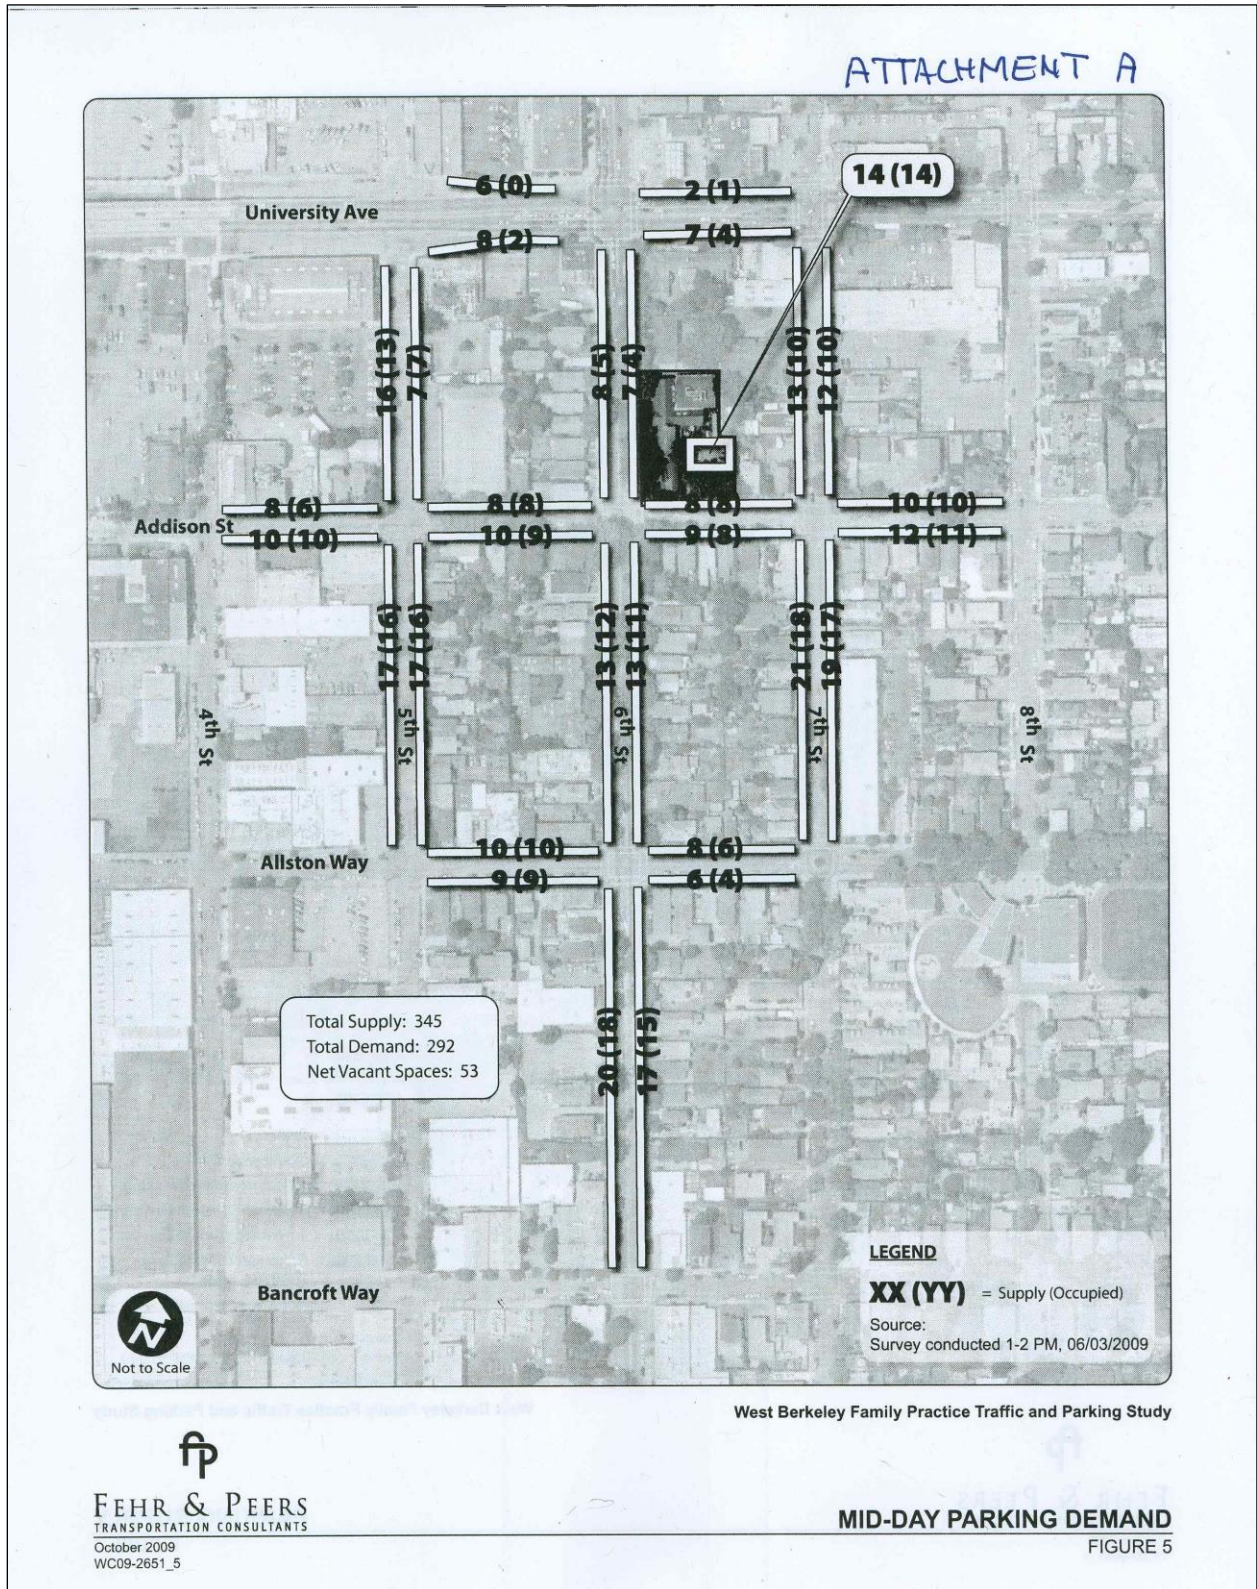 ATTACHMENT A
14 (14)
6 (0)
2 (1)
University Ave
7 (4)
8 (2)
16 (13)
7 (7)
8 (5)
7 (4)
13 (10)
12 (10)
8 (6)
8 (8)
8 (8)
10 (10)
Addison St
10 (10)
10 (9)
9 (8)
12 (11)
17 (16)
17 (16)
13 (12)
13 (11)
21 (18)
19 (17)
4th St
5th St
6th St
7th St
8th St
10 (10)
8 (6)
Allston Way
9 (9)
6 (4)
Total Supply: 345
Total Demand: 292
Net Vacant Spaces: 53
20 (18)
17 (15)
LEGEND
XX (YY) = Supply (Occupied)
Source:
Survey conducted 1-2 PM, 06/03/2009
Bancroft Way
N
Not to Scale
West Berkeley Family Practice Traffic and Parking Study
fp
FEHR & PEERS
TRANSPORTATION CONSULTANTS
October 2009
WC09-2651_5
MID-DAY PARKING DEMAND
FIGURE 5